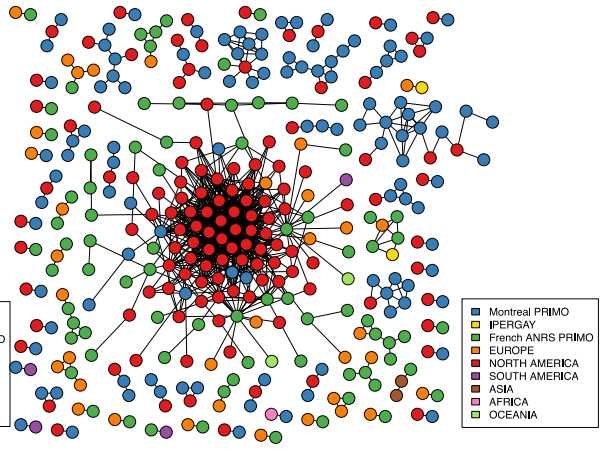 O
Montreal PRIMO
IPERGAY
French ANRS PRIMO
EUROPE
NORTH AMERICA
SOUTH AMERICA
ASIA
AFRICA
OCEANIA